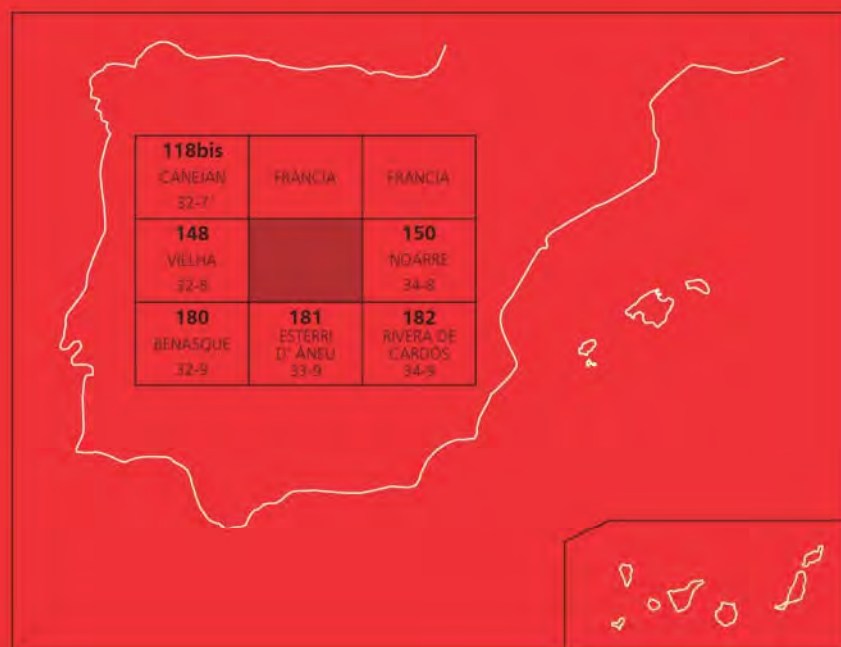 118bis
CANEJAN
32-7
FRANCIA
FRANCIA
148
VIELHA
32-8
150
NOARRE
34-8
180
BENASQUE
32-9
181
ESTERRI
D' ÀNEU
33-9
182
RIVERA DE
CARDÓS
34-9